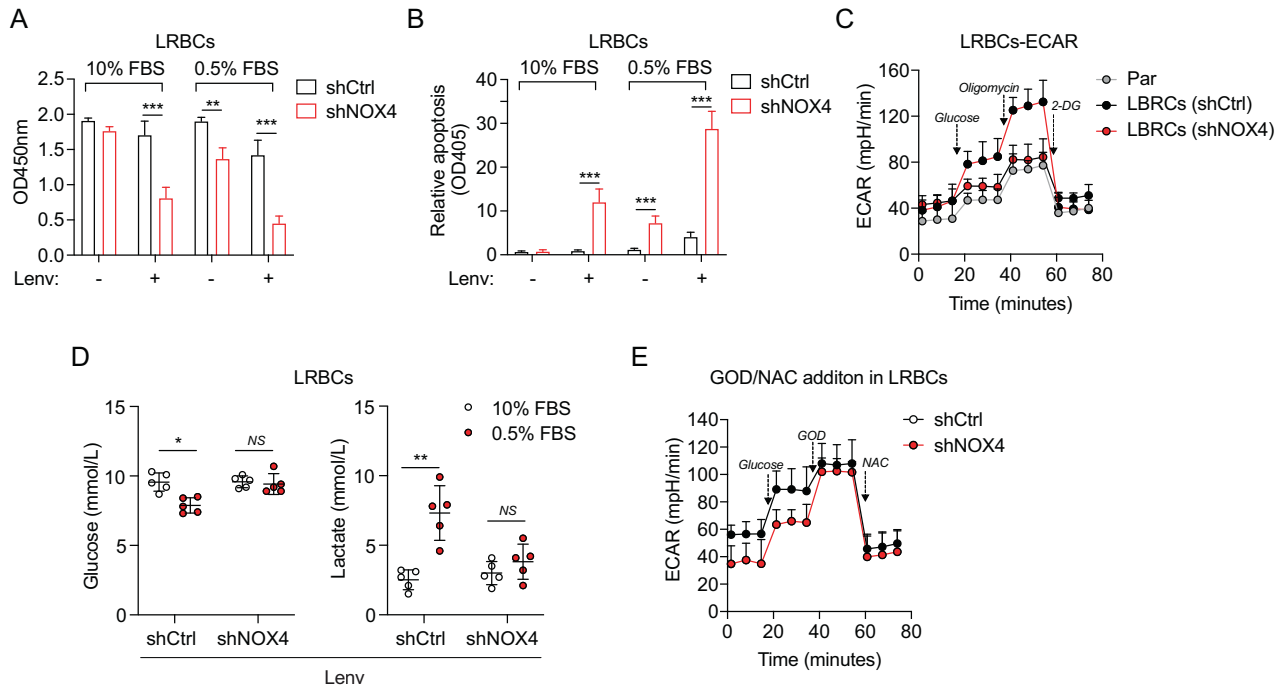 A
LRBCs
10% FBS 0.5% FBS
shCtrl
shNOX4
OD450nm
2.5
2.0
1.5
1.0
0.5
0.0
*** ** ***
Lenv: - + - +
B
LRBCs
10% FBS 0.5% FBS
shCtrl
shNOX4
Relative apoptosis
(OD405)
40
30
20
10
0
*** *** ***
Lenv: - + - +
C
LRBCs-ECAR
Par
LBRCs (shCtrl)
LBRCs (shNOX4)
ECAR (mpH/min)
160
120
80
40
0
Glucose
Oligomycin
2-DG
0 20 40 60 80
Time (minutes)
D
LRBCs
Glucose (mmol/L)
15
10
5
0
* NS
shCtrl shNOX4
Lactate (mmol/L)
15
10
5
0
** NS
shCtrl shNOX4
10% FBS
0.5% FBS
Lenv
E
GOD/NAC additon in LRBCs
shCtrl
shNOX4
ECAR (mpH/min)
140
120
100
80
60
40
20
0
Glucose
GOD
NAC
0 20 40 60 80
Time (minutes)